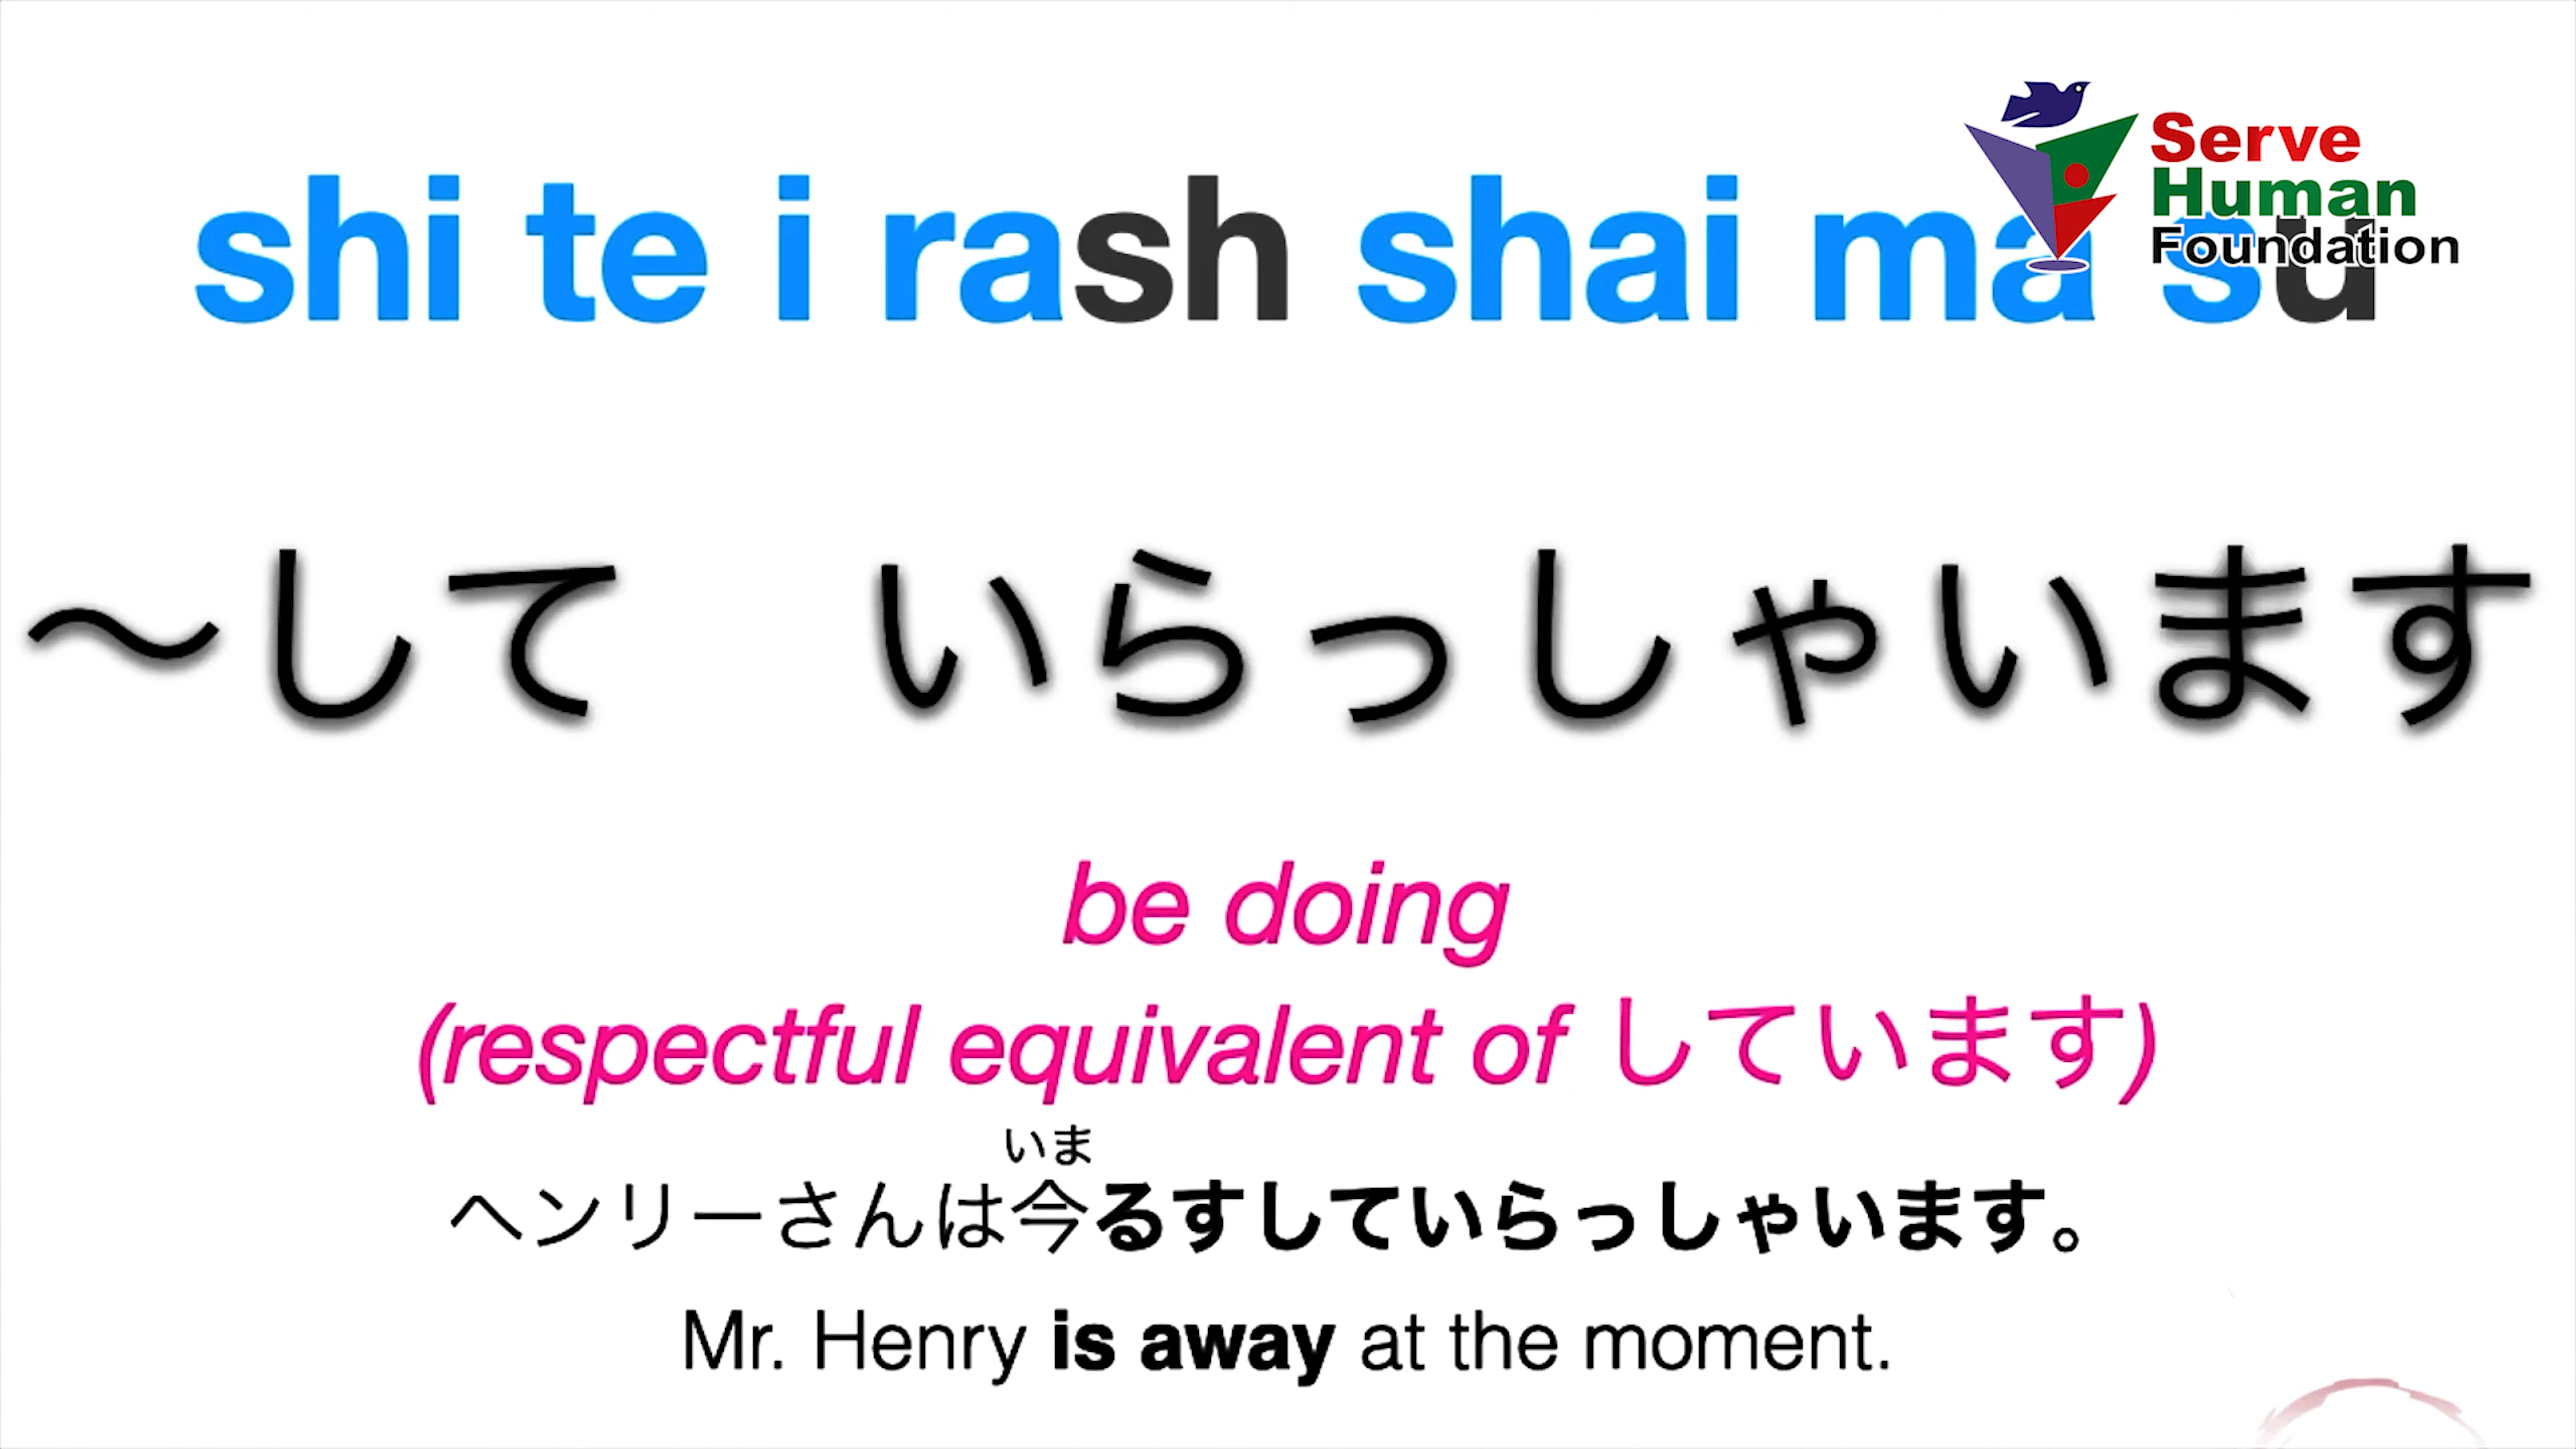 shi te i rash shai ma su
Serve
Human
Foundation
～して　いらっしゃいます
be doing
(respectful equivalent of しています)
いま
ヘンリーさんは今るすしていらっしゃいます。
Mr. Henry is away at the moment.